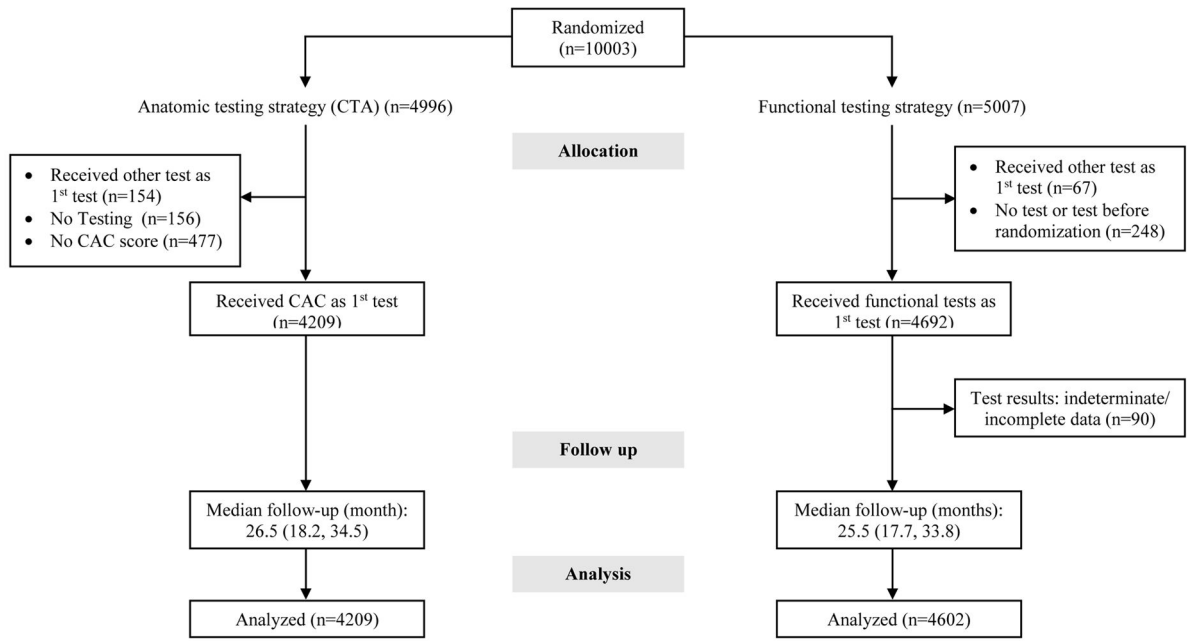 Randomized
(n=10003)
Anatomic testing strategy (CTA) (n=4996)
Functional testing strategy (n=5007)
Allocation
• Received other test as
1st test (n=154)
• No Testing (n=156)
• No CAC score (n=477)
• Received other test as
1st test (n=67)
• No test or test before
randomization (n=248)
Received CAC as 1st test
(n=4209)
Received functional tests as
1st test (n=4692)
Test results: indeterminate/
incomplete data (n=90)
Follow up
Median follow-up (month):
26.5 (18.2, 34.5)
Median follow-up (months):
25.5 (17.7, 33.8)
Analysis
Analyzed (n=4209)
Analyzed (n=4602)